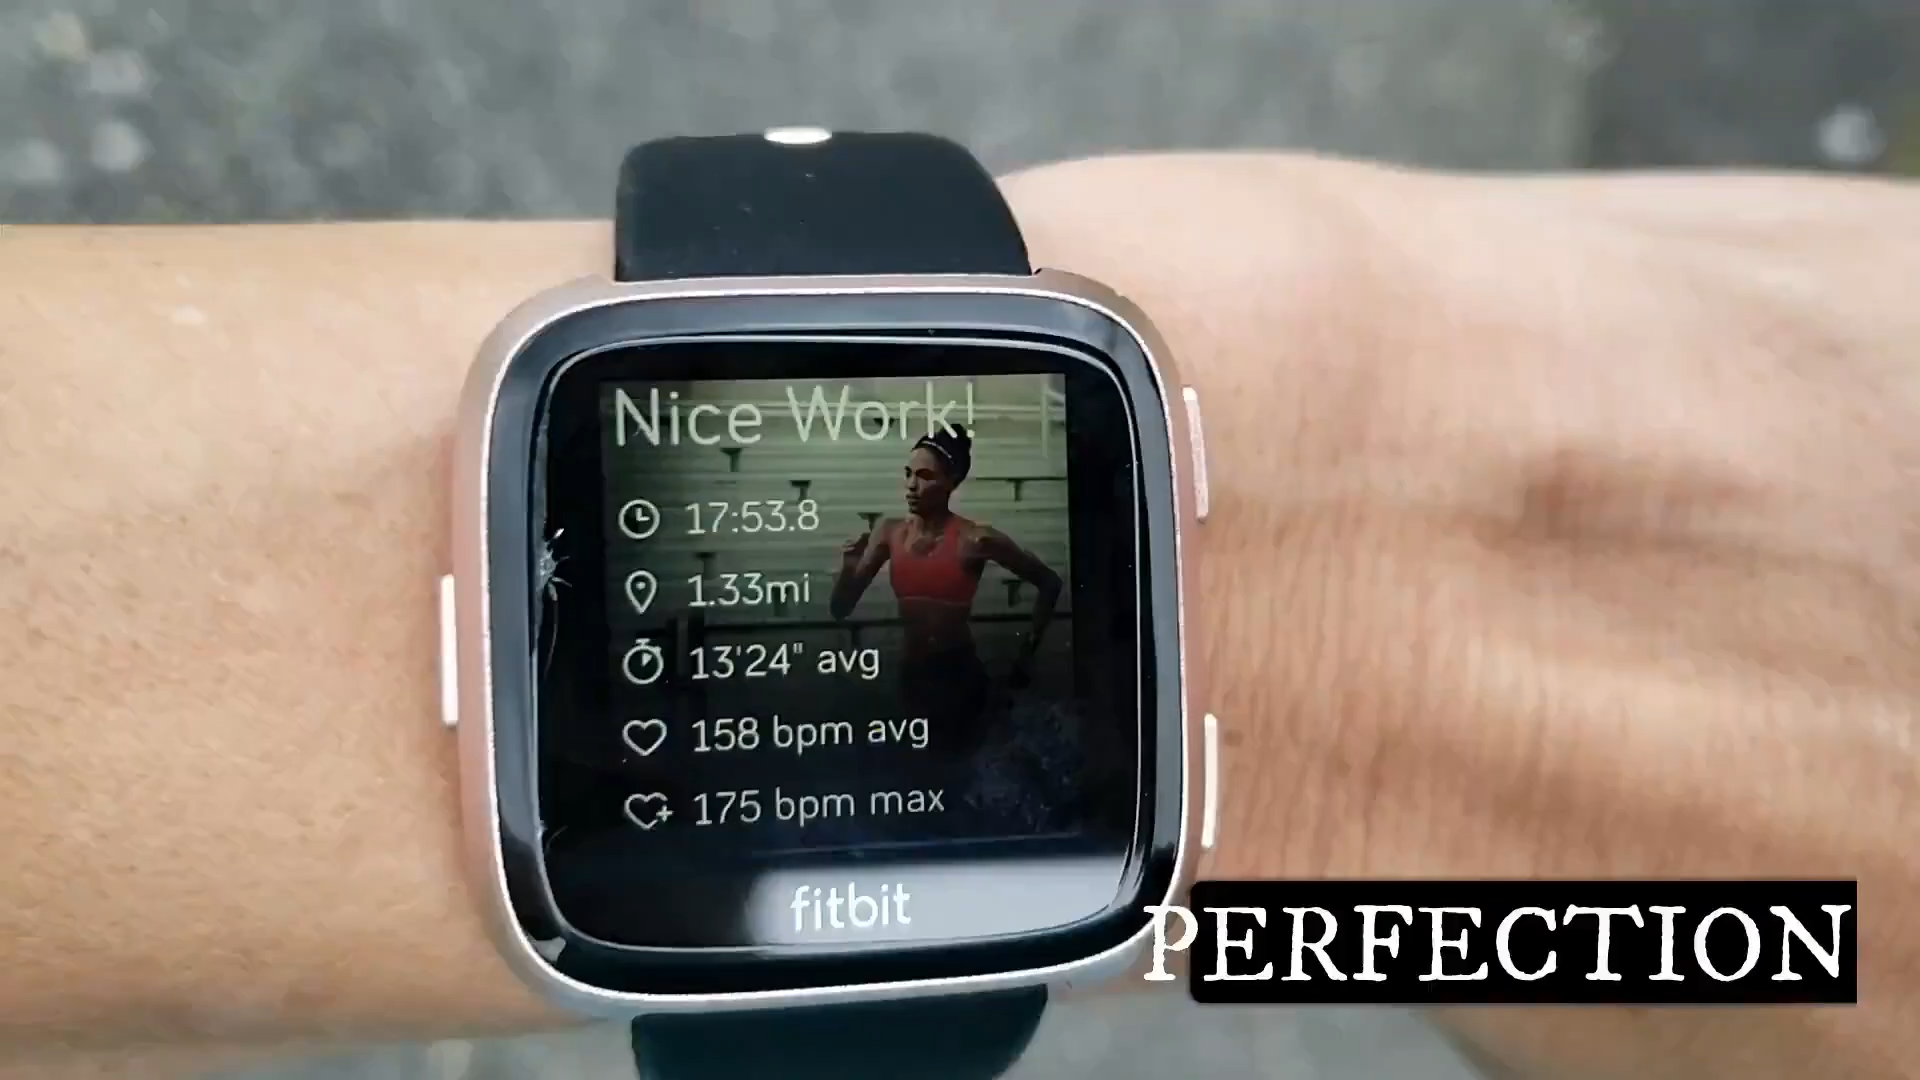 Nice Work!
17:53.8
1.33mi
13'24" avg
158 bpm avg
175 bpm max
fitbit
PERFECTION